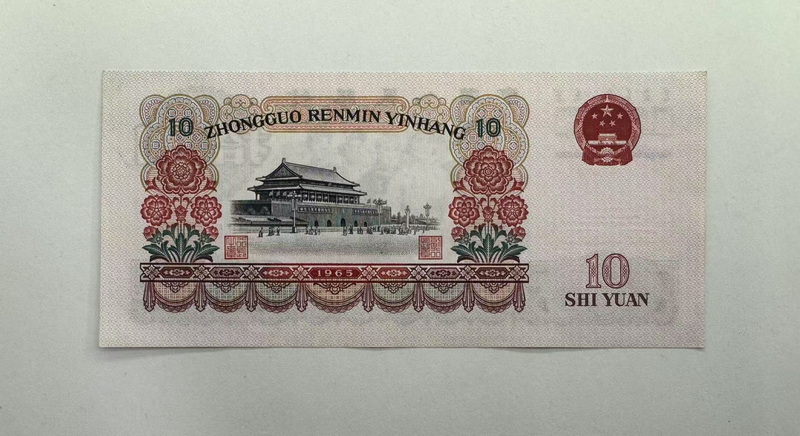 10 ZHONGGUO RENMIN YINHANG 10
1965
10
SHI YUAN